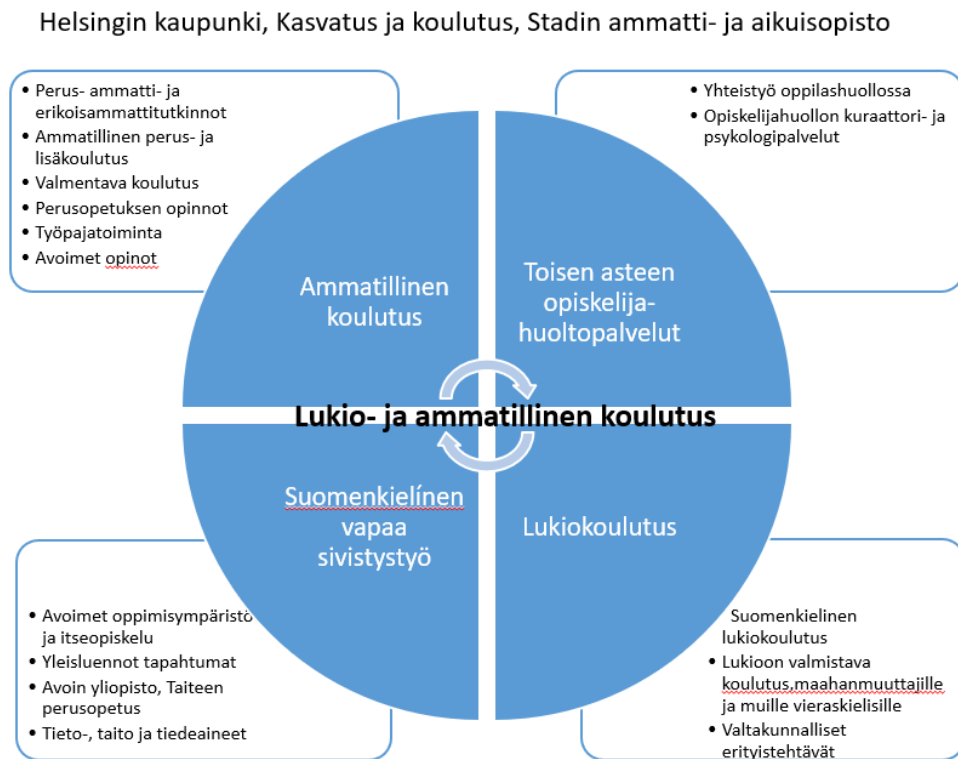 Helsingin kaupunki, Kasvatus ja koulutus, Stadin ammatti- ja aikuisopisto
• Perus- ammatti- ja
erikoisammattitutkinnot
• Ammatillinen perus- ja
lisäkoulutus
• Valmentava koulutus
• Perusopetuksen opinnot
• Työpajatoiminta
• Avoimet opinot
• Yhteistyö oppilashuollossa
• Opiskelijahuollon kuraattori- ja
psykologipalvelut
Ammatillinen
koulutus
Toisen asteen
opiskelija-
huoltopalvelut
Lukio- ja ammatillinen koulutus
Suomenkielínen
vapaa
sivistystyö
Lukiokoulutus
• Avoimet oppimisympäristö
ja itseopiskelu
• Yleisluennot tapahtumat
• Avoin yliopisto, Taiteen
perusopetus
• Tieto-, taito ja tiedeaineet
Suomenkielinen
lukiokoulutus
• Lukioon valmistava
koulutus,maahanmuuttajille
ja muille vieraskielisille
• Valtakunnalliset
erityistehtävät